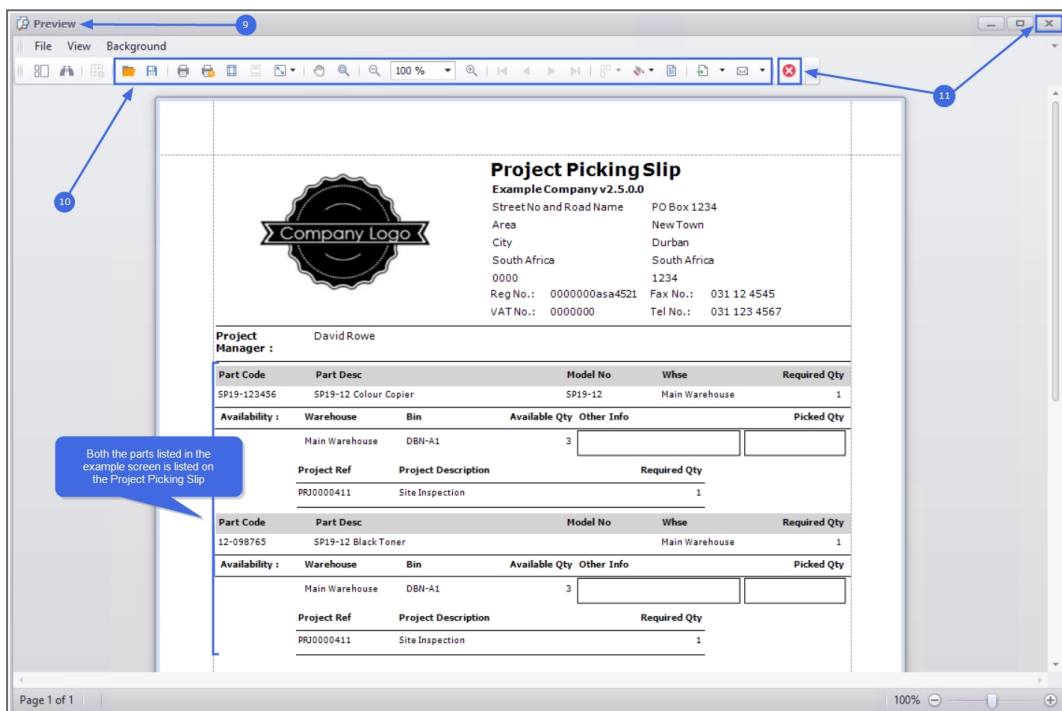 Preview
9
File View Background
100 %
11
10
Company Logo
Project Picking Slip
Example Company v2.5.0.0
Street No and Road Name PO Box 1234
Area New Town
City Durban
South Africa South Africa
0000 1234
Reg No.: 0000000asa4521 Fax No.: 031 12 4545
VAT No.: 0000000 Tel No.: 031 123 4567
Project Manager : David Rowe
Part Code Part Desc Model No Whse Required Qty
SP19-123456 SP19-12 Colour Copier SP19-12 Main Warehouse 1
Availability : Warehouse Bin Available Qty Other Info Picked Qty
Main Warehouse DBN-A1 3
Project Ref Project Description Required Qty
PRJ0000411 Site Inspection 1
Both the parts listed in the
example screen is listed on
the Project Picking Slip
Part Code Part Desc Model No Whse Required Qty
12-098765 SP19-12 Black Toner Main Warehouse 1
Availability : Warehouse Bin Available Qty Other Info Picked Qty
Main Warehouse DBN-A1 3
Project Ref Project Description Required Qty
PRJ0000411 Site Inspection 1
Page 1 of 1 100%